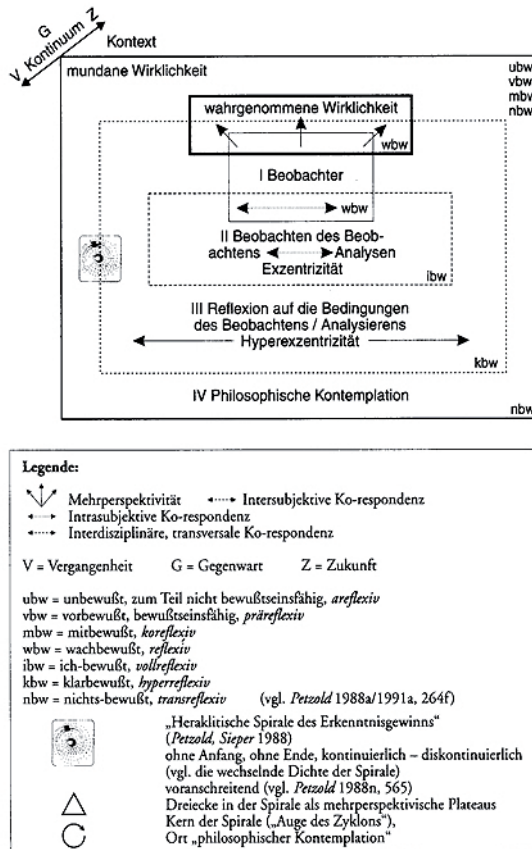 V Kontinuum Z
G
Kontext
mundane Wirklichkeit
ubw
vbw
mbw
nbw
wahrgenommene Wirklichkeit
wbw
I Beobachter
wbw
II Beobachten des Beob-
achtens Analysen
Exzentrizität
ibw
III Reflexion auf die Bedingungen
des Beobachtens / Analysierens
Hyperexzentrizität
kbw
IV Philosophische Kontemplation
nbw
Legende:
Mehrperspektivität Intersubjektive Ko-respondenz
Intrasubjektive Ko-respondenz
Interdisziplinäre, transversale Ko-respondenz
V = Vergangenheit G = Gegenwart Z = Zukunft
ubw = unbewußt, zum Teil nicht bewußtseinsfähig, areflexiv
vbw = vorbewußt, bewußtseinsfähig, präreflexiv
mbw = mitbewußt, koreflexiv
wbw = wachbewußt, reflexiv
ibw = ich-bewußt, vollreflexiv
kbw = klarbewußt, hyperreflexiv
nbw = nichts-bewußt, transreflexiv (vgl. Petzold 1988a/1991a, 264f)
„Heraklitische Spirale des Erkenntnisgewinns“
(Petzold, Sieper 1988)
ohne Anfang, ohne Ende, kontinuierlich – diskontinuierlich
(vgl. die wechselnde Dichte der Spirale)
voranschreitend (vgl. Petzold 1988n, 565)
Dreiecke in der Spirale als mehrperspektivische Plateaus
Kern der Spirale („Auge des Zyklons“),
Ort „philosophischer Kontemplation“